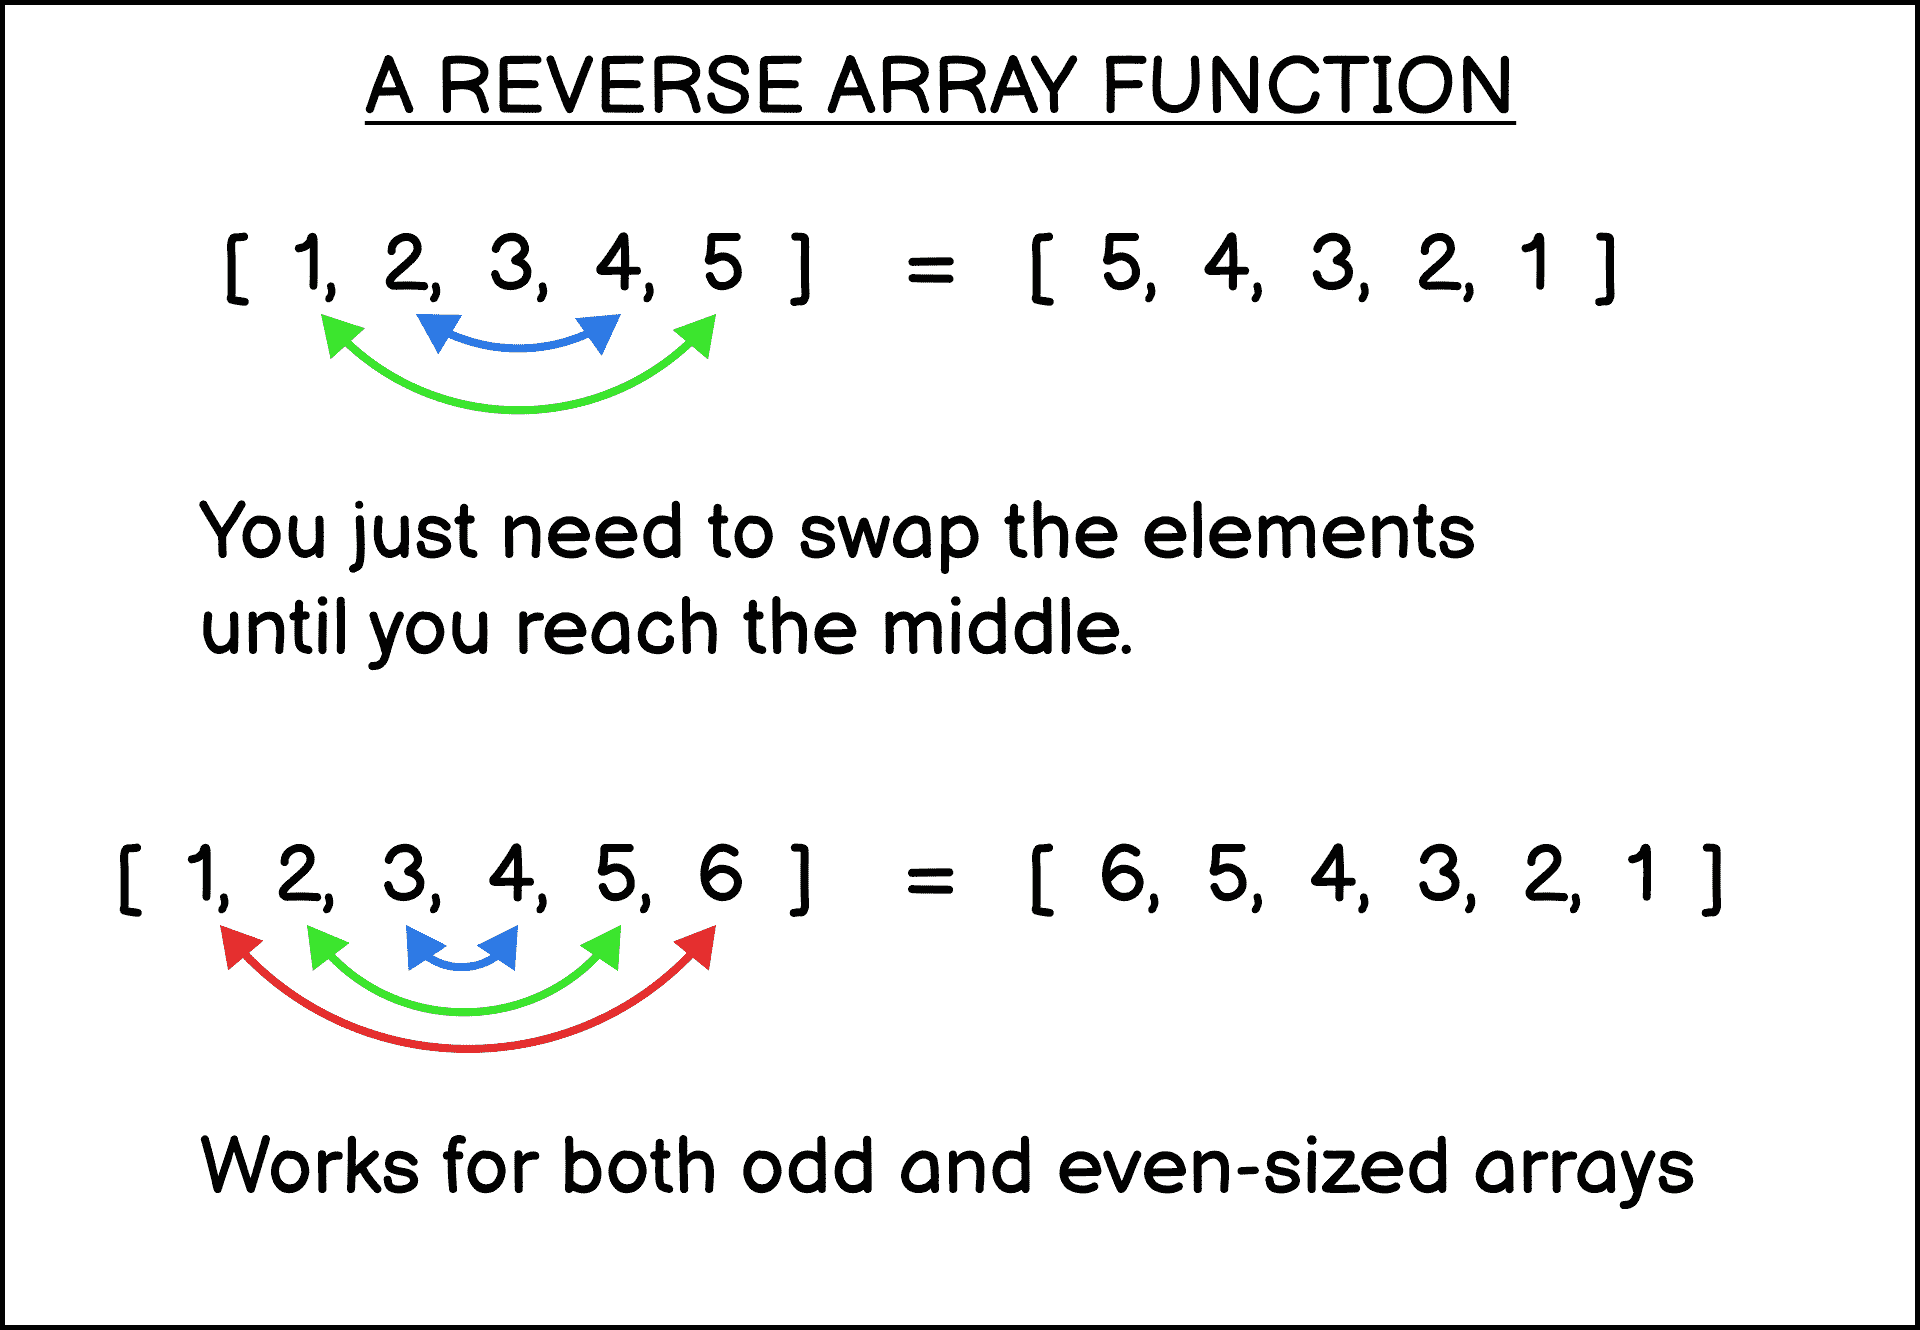 A REVERSE ARRAY FUNCTION
[ 1, 2, 3, 4, 5 ] = [ 5, 4, 3, 2, 1 ]
You just need to swap the elements
until you reach the middle.
[ 1, 2, 3, 4, 5, 6 ] = [ 6, 5, 4, 3, 2, 1 ]
Works for both odd and even-sized arrays